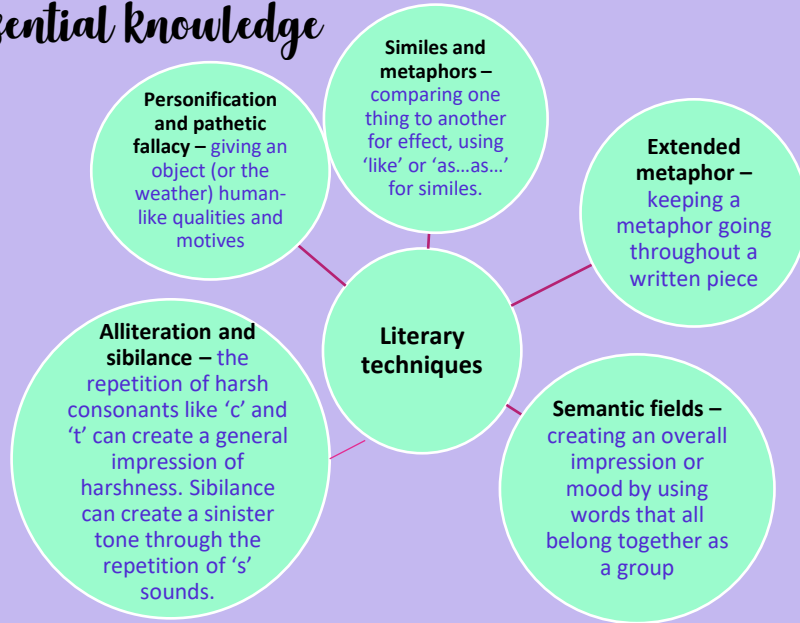 knowledge
Similes and
metaphors –
comparing one
thing to another
for effect, using
‘like’ or ‘as...as...’
for similes.
Personification
and pathetic
fallacy – giving an
object (or the
weather) human-
like qualities and
motives
Extended
metaphor –
keeping a
metaphor going
throughout a
written piece
Literary
techniques
Alliteration and
sibilance – the
repetition of harsh
consonants like ‘c’ and
‘t’ can create a general
impression of
harshness. Sibilance
can create a sinister
tone through the
repetition of ‘s’
sounds.
Semantic fields –
creating an overall
impression or
mood by using
words that all
belong together as
a group